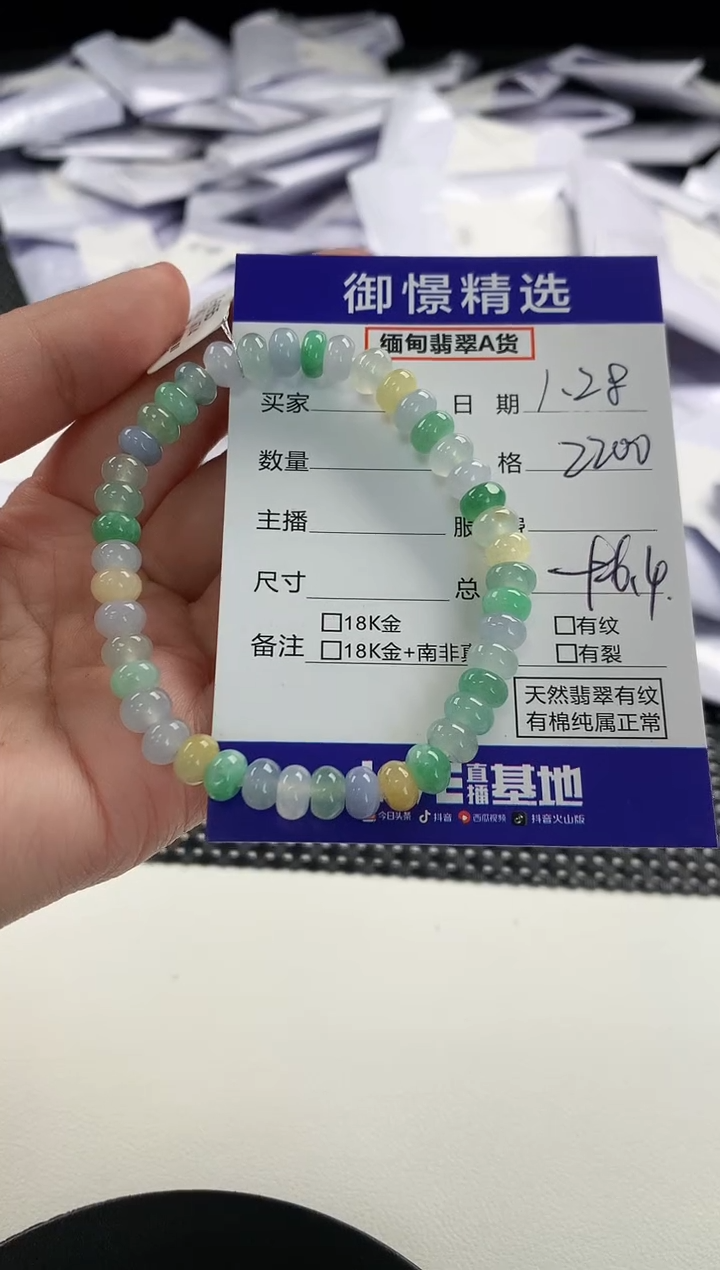 御憬精选
缅甸翡翠A货
买家 日 期 1.28
数量 格 2200
主播 服
尺寸 总 6.4
备注 □18K金 □有纹
□18K金+南非 □有裂
天然翡翠有纹
有棉纯属正常
直播基地
今日头条 抖音 西瓜视频 抖音火山版